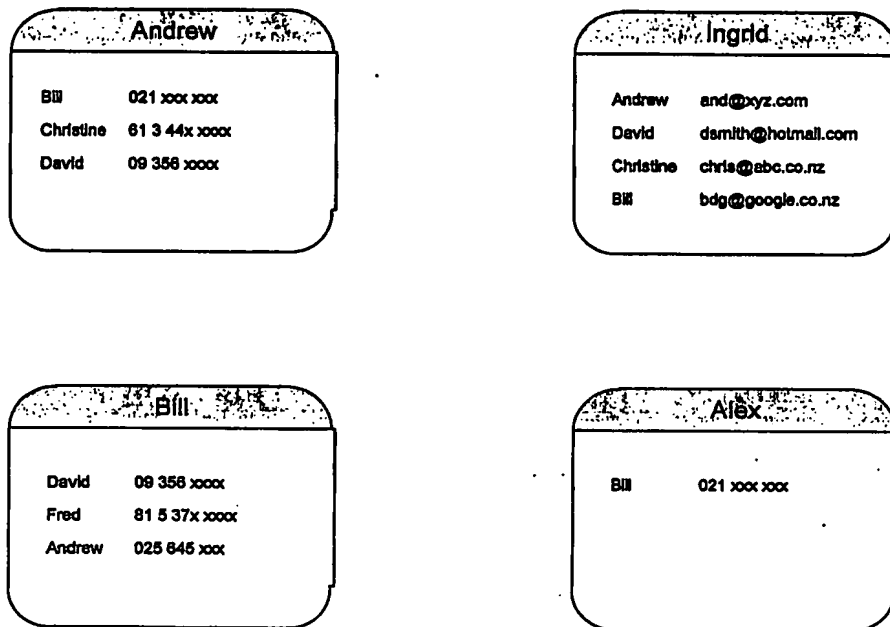 Andrew
Bill 021 xxx xxx
Christine 61 3 44x xxxx
David 09 356 xxxx
Ingrid
Andrew and@xyz.com
David dsmith@hotmail.com
Christine chris@abc.co.nz
Bill bdg@google.co.nz
Bill
David 09 356 xxxx
Fred 81 5 37x xxxx
Andrew 025 645 xxx
Alex
Bill 021 xxx xxx